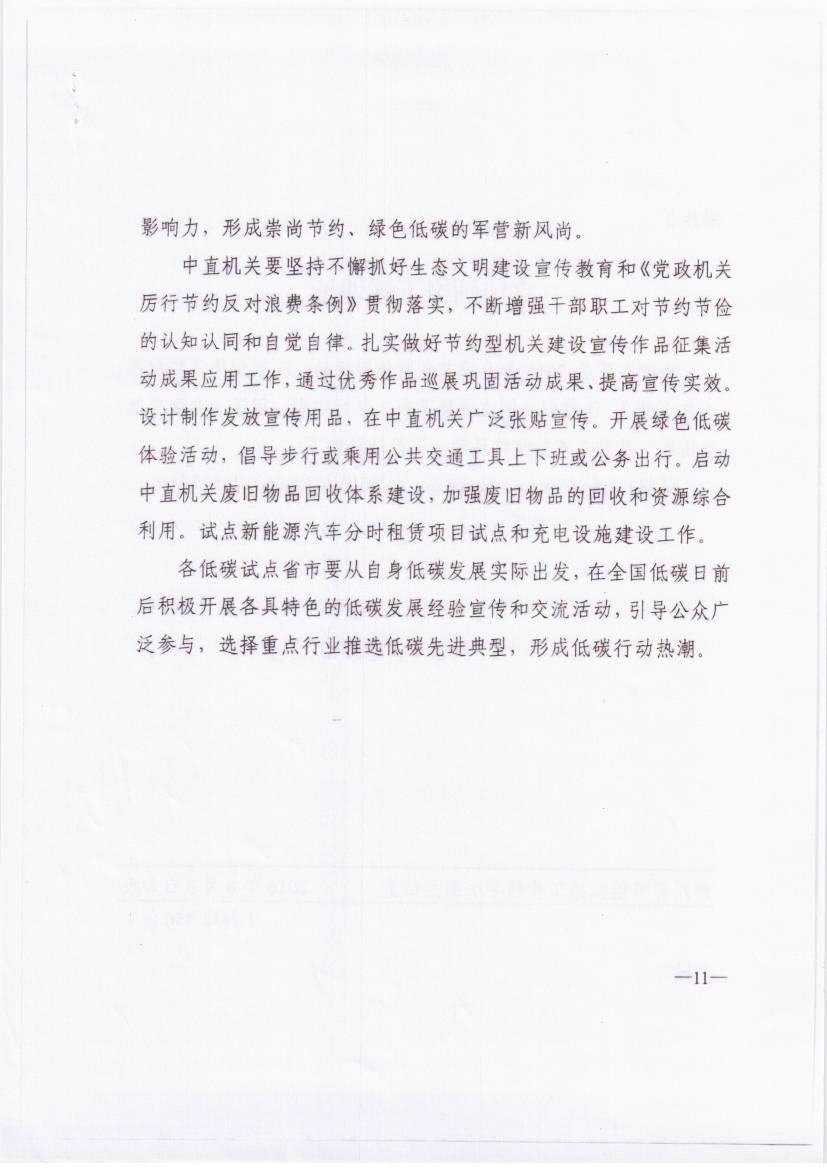 影响力，形成崇尚节约、绿色低碳的军营新风尚。
中直机关要坚持不懈抓好生态文明建设宣传教育和《党政机关
厉行节约反对浪费条例》贯彻落实，不断增强干部职工对节约节俭
的认知认同和自觉自律。扎实做好节约型机关建设宣传作品征集活
动成果应用工作，通过优秀作品巡展巩固活动成果、提高宣传实效。
设计制作发放宣传用品，在中直机关广泛张贴宣传。开展绿色低碳
体验活动，倡导步行或乘用公共交通工具上下班或公务出行。启动
中直机关废旧物品回收体系建设，加强废旧物品的回收和资源综合
利用。试点新能源汽车分时租赁项目试点和充电设施建设工作。
各低碳试点省市要从自身低碳发展实际出发，在全国低碳日前
后积极开展各具特色的低碳发展经验宣传和交流活动，引导公众广
泛参与，选择重点行业推选低碳先进典型，形成低碳行动热潮。
—11—